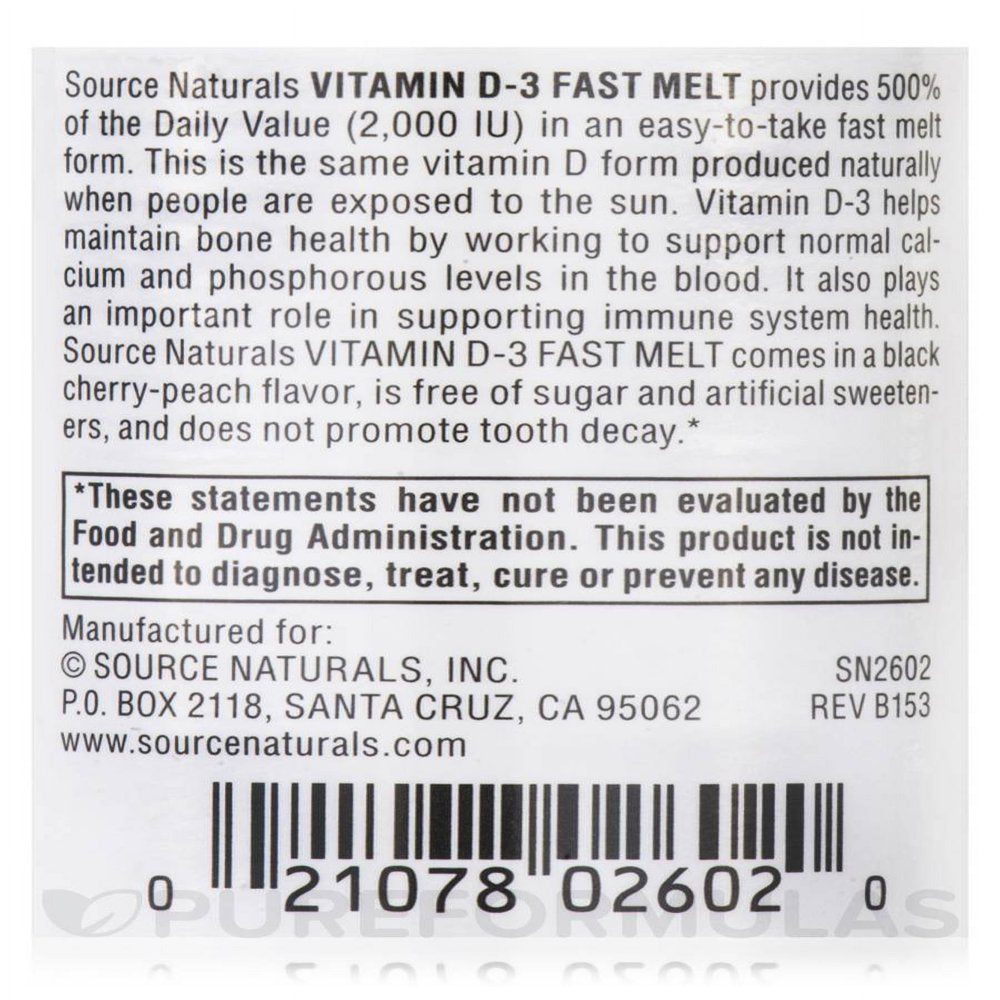 Source Naturals VITAMIN D-3 FAST MELT provides 500%
of the Daily Value (2,000 IU) in an easy-to-take fast melt
form. This is the same vitamin D form produced naturally
when people are exposed to the sun. Vitamin D-3 helps
maintain bone health by working to support normal cal-
cium and phosphorous levels in the blood. It also plays
an important role in supporting immune system health.
Source Naturals VITAMIN D-3 FAST MELT comes in a black
cherry-peach flavor, is free of sugar and artificial sweeten-
ers, and does not promote tooth decay.*
*These statements have not been evaluated by the
Food and Drug Administration. This product is not in-
tended to diagnose, treat, cure or prevent any disease.
Manufactured for:
© SOURCE NATURALS, INC.
P.O. BOX 2118, SANTA CRUZ, CA 95062
www.sourcenaturals.com
SN2602
REV B153
0 21078 02602 0
PUREFORMULAS